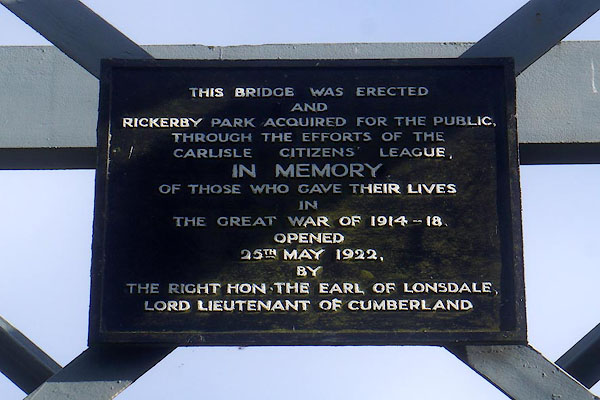 THIS BRIDGE WAS ERECTED
AND
RICKERBY PARK ACQUIRED FOR THE PUBLIC,
THROUGH THE EFFORTS OF THE
CARLISLE CITIZENS' LEAGUE,
IN MEMORY
OF THOSE WHO GAVE THEIR LIVES
IN
THE GREAT WAR OF 1914-18.
OPENED
25TH MAY 1922,
BY
THE RIGHT HON. THE EARL OF LONSDALE,
LORD LIEUTENANT OF CUMBERLAND